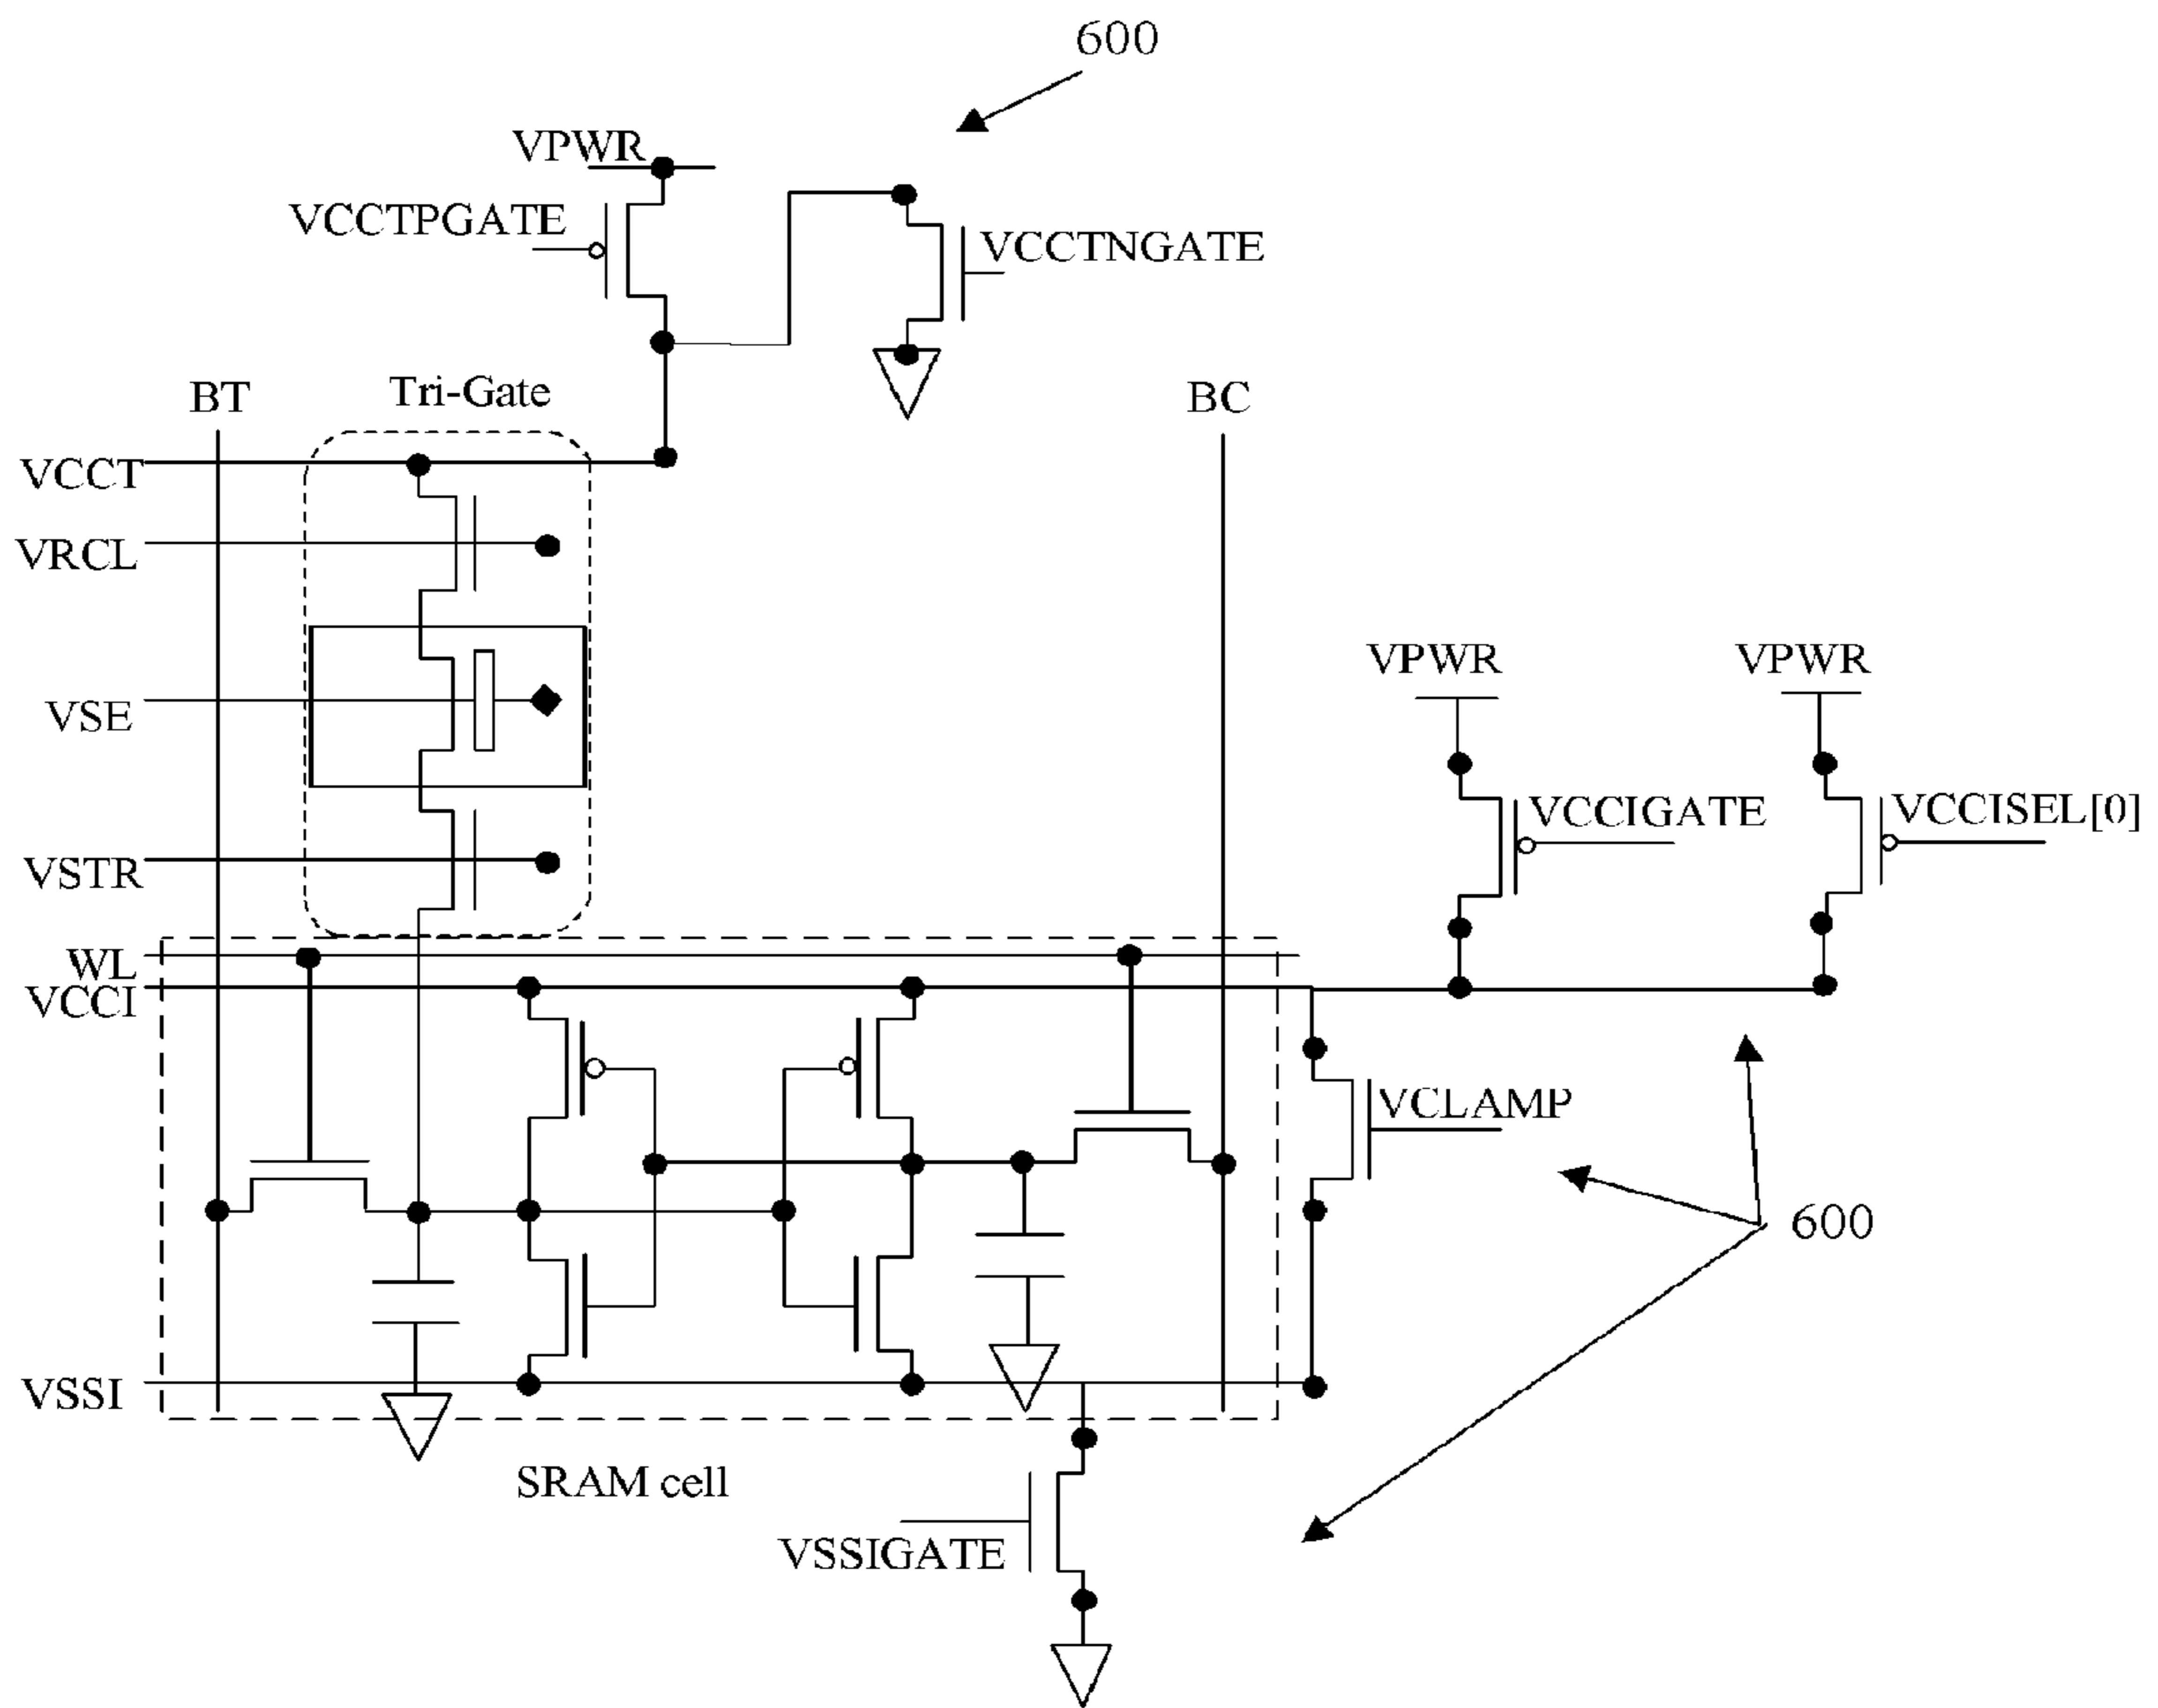 600
VPWR
VCCTPGATE
VCCTNGATE
BT
Tri-Gate
BC
VCCT
VRCL
VSE
VPWR
VPWR
VCCIGATE
VCCISEL[0]
VSTR
WL
VCCI
VCLAMP
600
VSSI
SRAM cell
VSSIGATE